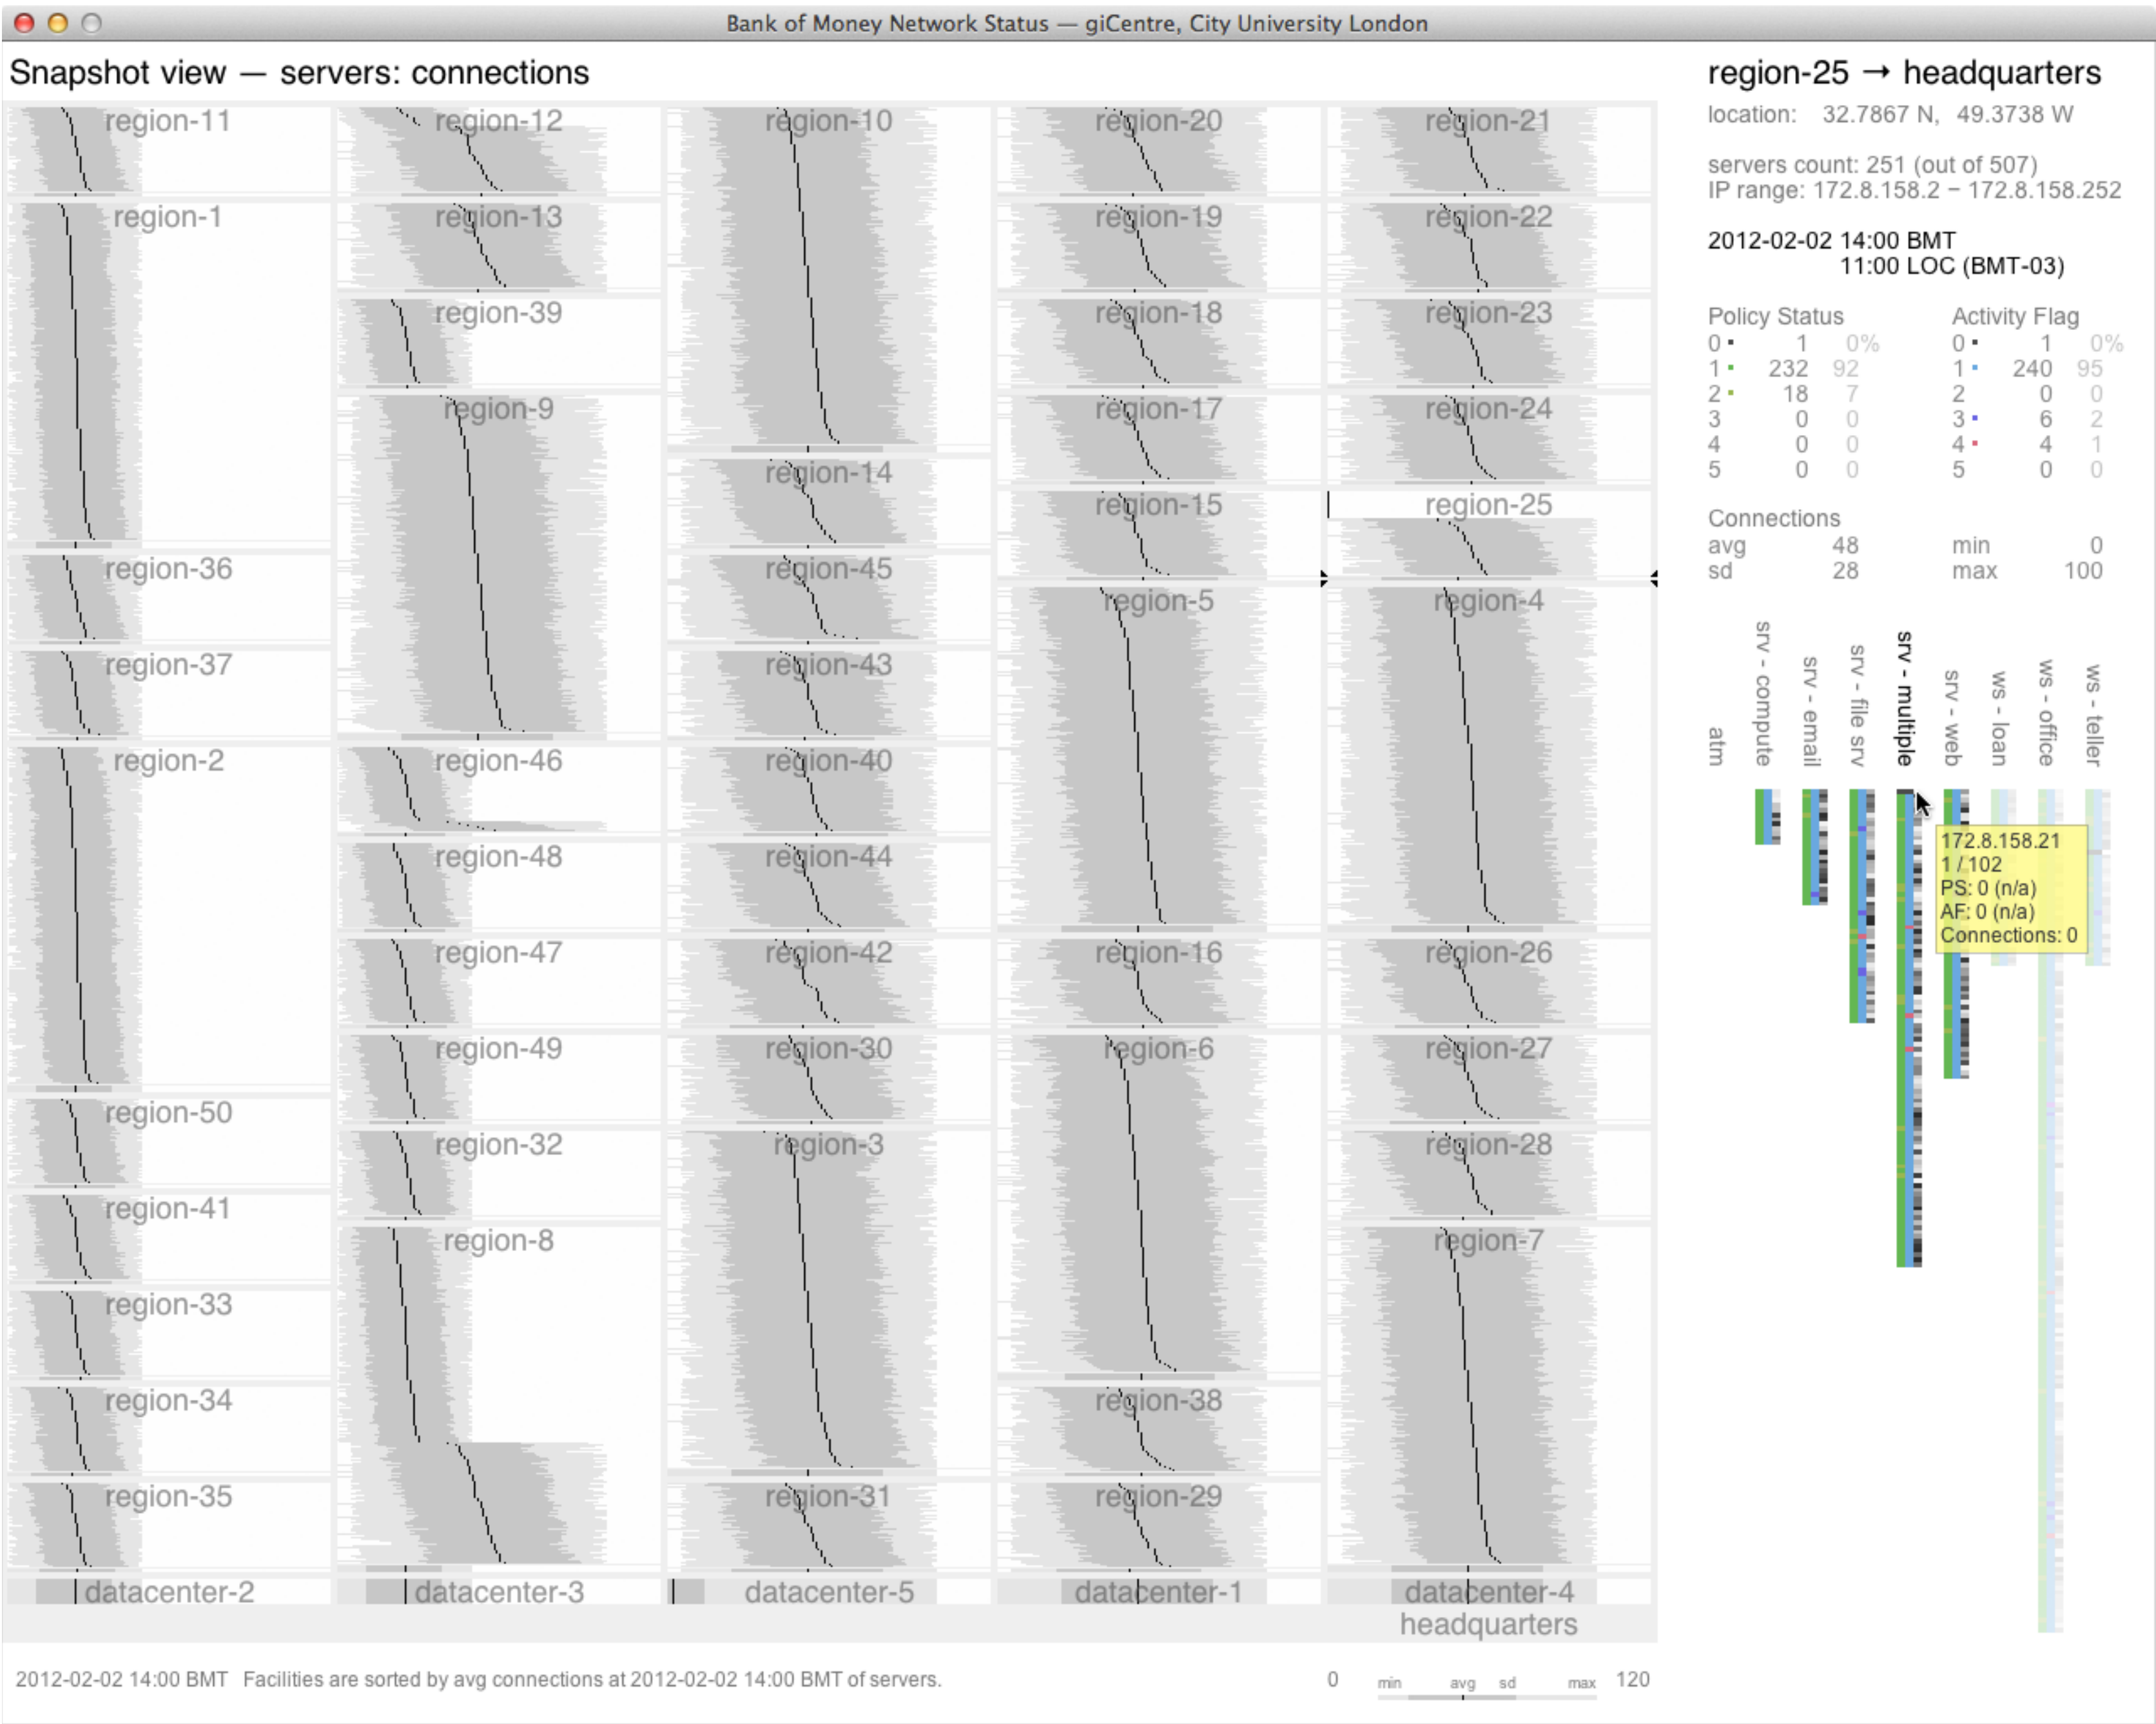 Bank of Money Network Status — giCentre, City University London
Snapshot view — servers: connections
region-11
region-1
region-36
region-37
region-2
region-50
region-41
region-33
region-34
region-35
datacenter-2
region-12
region-13
region-39
region-9
region-46
region-48
region-47
region-49
region-32
region-8
datacenter-3
region-10
region-14
region-45
region-43
region-40
region-44
region-42
region-30
region-3
region-31
datacenter-5
region-20
region-19
region-18
region-17
region-15
region-5
region-16
region-6
region-38
region-29
datacenter-1
region-21
region-22
region-23
region-24
region-25
region-4
region-26
region-27
region-28
region-7
datacenter-4
headquarters
2012-02-02 14:00 BMT Facilities are sorted by avg connections at 2012-02-02 14:00 BMT of servers.
0 min avg sd max 120
region-25 → headquarters
location: 32.7867 N, 49.3738 W
servers count: 251 (out of 507)
IP range: 172.8.158.2 – 172.8.158.252
2012-02-02 14:00 BMT
11:00 LOC (BMT-03)
Policy Status Activity Flag
0 1 0% 0 1 0%
1 232 92 1 240 95
2 18 7 2 0 0
3 0 0 3 6 2
4 0 0 4 4 1
5 0 0 5 0 0
Connections
avg 48 min 0
sd 28 max 100
atm
srv - compute
srv - email
srv - file srv
srv - multiple
srv - web
ws - loan
ws - office
ws - teller
172.8.158.21
1 / 102
PS: 0 (n/a)
AF: 0 (n/a)
Connections: 0